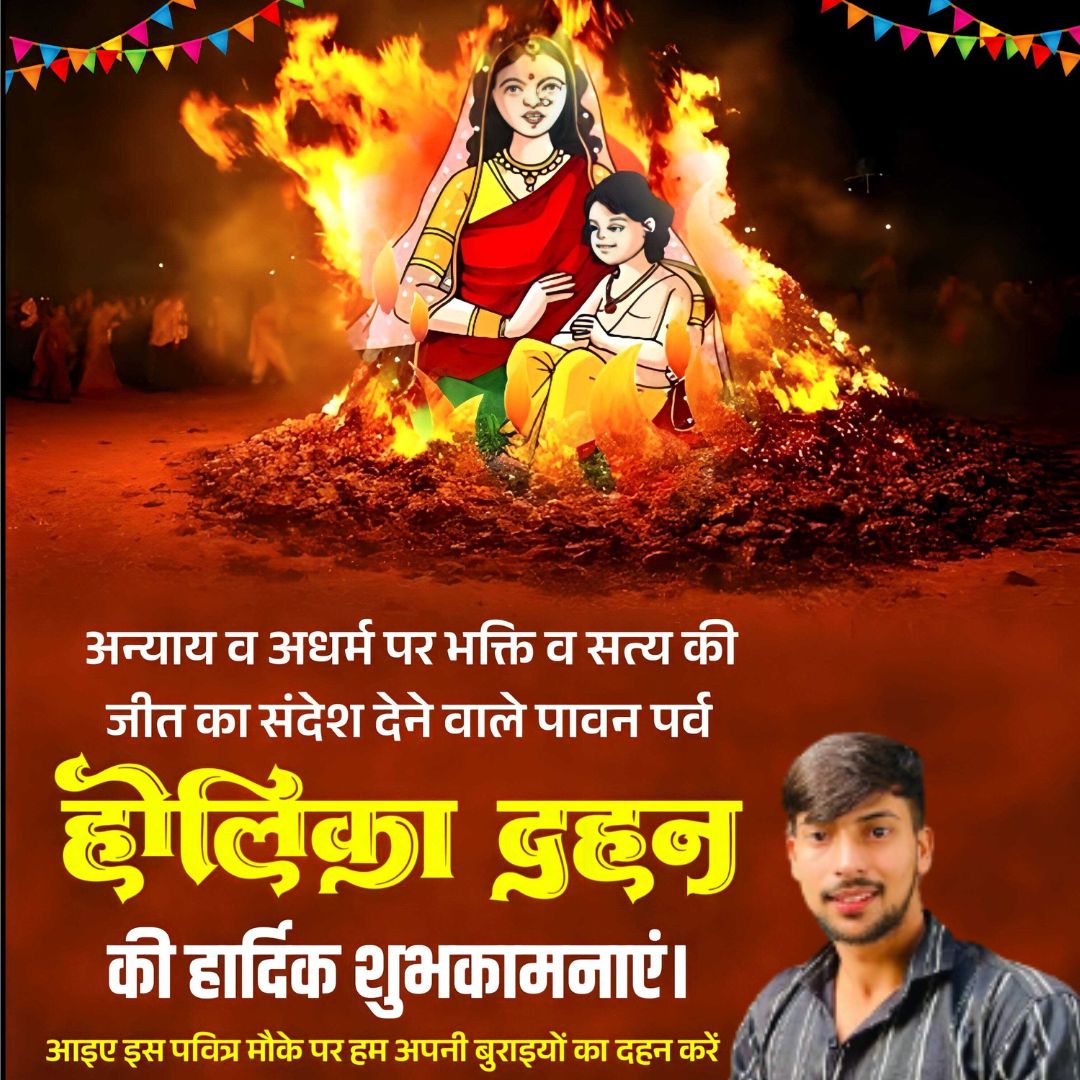 अन्याय व अधर्म पर भक्ति व सत्य की
जीत का संदेश देने वाले पावन पर्व
होलिका दहन
की हार्दिक शुभकामनाएं।
आइए इस पवित्र मौके पर हम अपनी बुराइयों का दहन करें